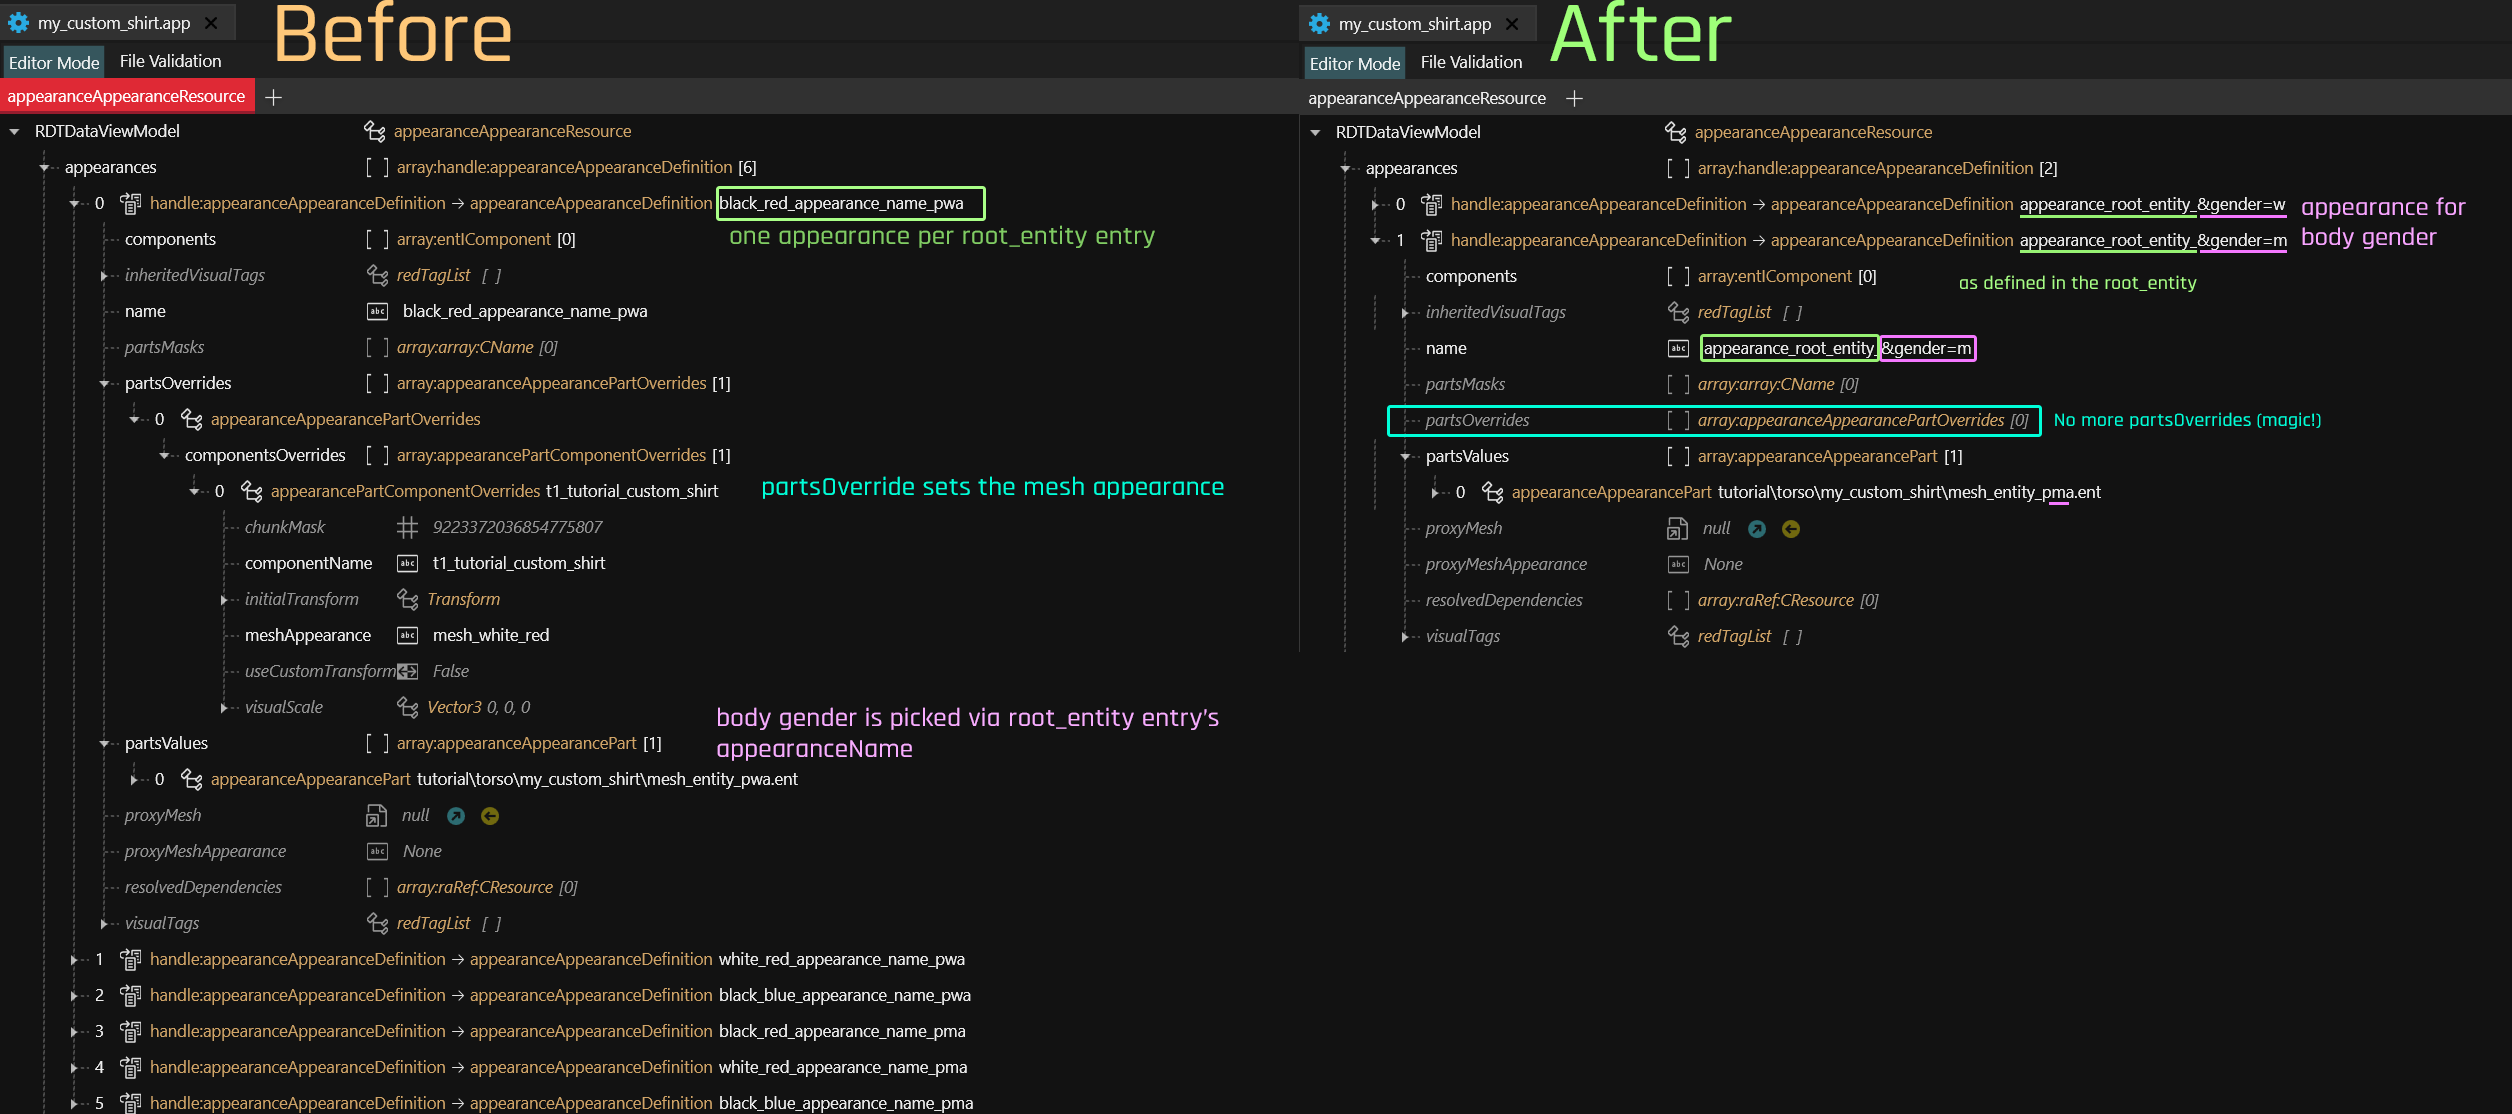 my_custom_shirt.app
Before
Editor Mode File Validation
appearanceAppearanceResource
RDTDataViewModel appearanceAppearanceResource
appearances [ ] array:handle:appearanceAppearanceDefinition [6]
0 handle:appearanceAppearanceDefinition → appearanceAppearanceDefinition black_red_appearance_name_pwa
one appearance per root_entity entry
components [ ] array:entIComponent [0]
inheritedVisualTags redTagList [ ]
name abc black_red_appearance_name_pwa
partsMasks [ ] array:array:CName [0]
partsOverrides [ ] array:appearanceAppearancePartOverrides [1]
0 appearanceAppearancePartOverrides
componentsOverrides [ ] array:appearancePartComponentOverrides [1]
0 appearancePartComponentOverrides t1_tutorial_custom_shirt
partsOverride sets the mesh appearance
chunkMask 9223372036854775807
componentName abc t1_tutorial_custom_shirt
initialTransform Transform
meshAppearance abc mesh_white_red
useCustomTransform False
visualScale Vector3 0, 0, 0
body gender is picked via root_entity entry's
appearanceName
partsValues [ ] array:appearanceAppearancePart [1]
0 appearanceAppearancePart tutorial\torso\my_custom_shirt\mesh_entity_pwa.ent
proxyMesh null
proxyMeshAppearance abc None
resolvedDependencies [ ] array:raRef:CResource [0]
visualTags redTagList [ ]
1 handle:appearanceAppearanceDefinition → appearanceAppearanceDefinition white_red_appearance_name_pwa
2 handle:appearanceAppearanceDefinition → appearanceAppearanceDefinition black_blue_appearance_name_pwa
3 handle:appearanceAppearanceDefinition → appearanceAppearanceDefinition black_red_appearance_name_pma
4 handle:appearanceAppearanceDefinition → appearanceAppearanceDefinition white_red_appearance_name_pma
5 handle:appearanceAppearanceDefinition → appearanceAppearanceDefinition black_blue_appearance_name_pma
my_custom_shirt.app
After
Editor Mode File Validation
appearanceAppearanceResource
RDTDataViewModel appearanceAppearanceResource
appearances [ ] array:handle:appearanceAppearanceDefinition [2]
0 handle:appearanceAppearanceDefinition → appearanceAppearanceDefinition appearance_root_entity_&gender=w
1 handle:appearanceAppearanceDefinition → appearanceAppearanceDefinition appearance_root_entity_&gender=m
appearance for
body gender
components [ ] array:entIComponent [0]
as defined in the root_entity
inheritedVisualTags redTagList [ ]
name abc appearance_root_entity_&gender=m
partsMasks [ ] array:array:CName [0]
partsOverrides [ ] array:appearanceAppearancePartOverrides [0]
No more partsOverrides (magic!)
partsValues [ ] array:appearanceAppearancePart [1]
0 appearanceAppearancePart tutorial\torso\my_custom_shirt\mesh_entity_pma.ent
proxyMesh null
proxyMeshAppearance abc None
resolvedDependencies [ ] array:raRef:CResource [0]
visualTags redTagList [ ]